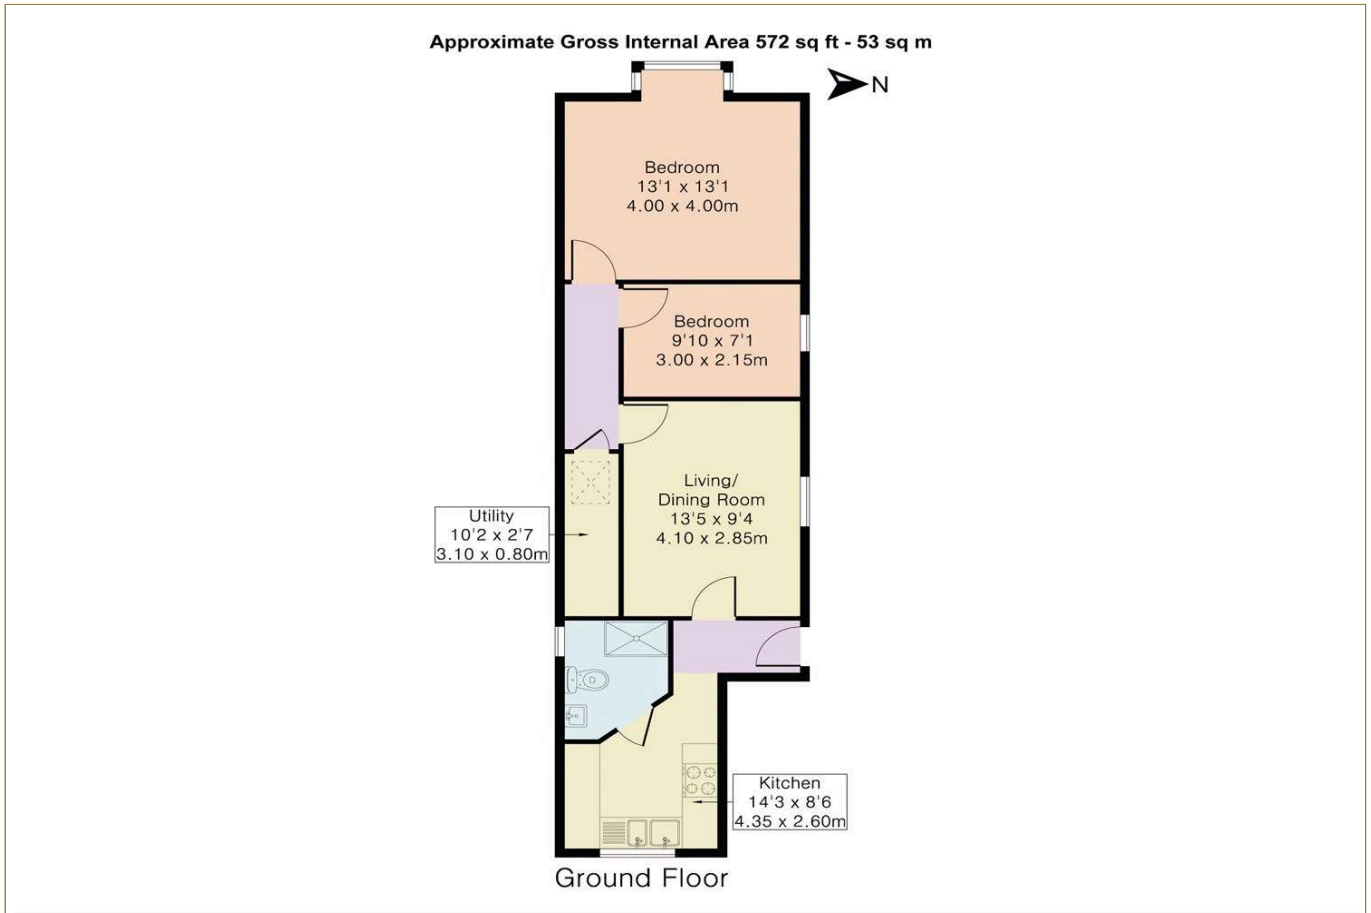 Approximate Gross Internal Area 572 sq ft - 53 sq m
N
Bedroom
13'1 x 13'1
4.00 x 4.00m
Bedroom
9'10 x 7'1
3.00 x 2.15m
Living/
Dining Room
13'5 x 9'4
4.10 x 2.85m
Utility
10'2 x 2'7
3.10 x 0.80m
Kitchen
14'3 x 8'6
4.35 x 2.60m
Ground Floor